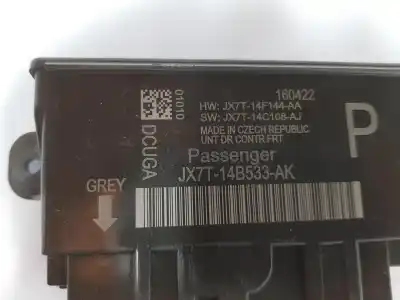 160422
HW: JX7T-14F144-AA
SW: JX7T-14C108-AJ
MADE IN CZECH REPUBLIC
UNT DR CONTR.FRT
01010
DCUGA
P
Passenger
JX7T-14B533-AK
GREY